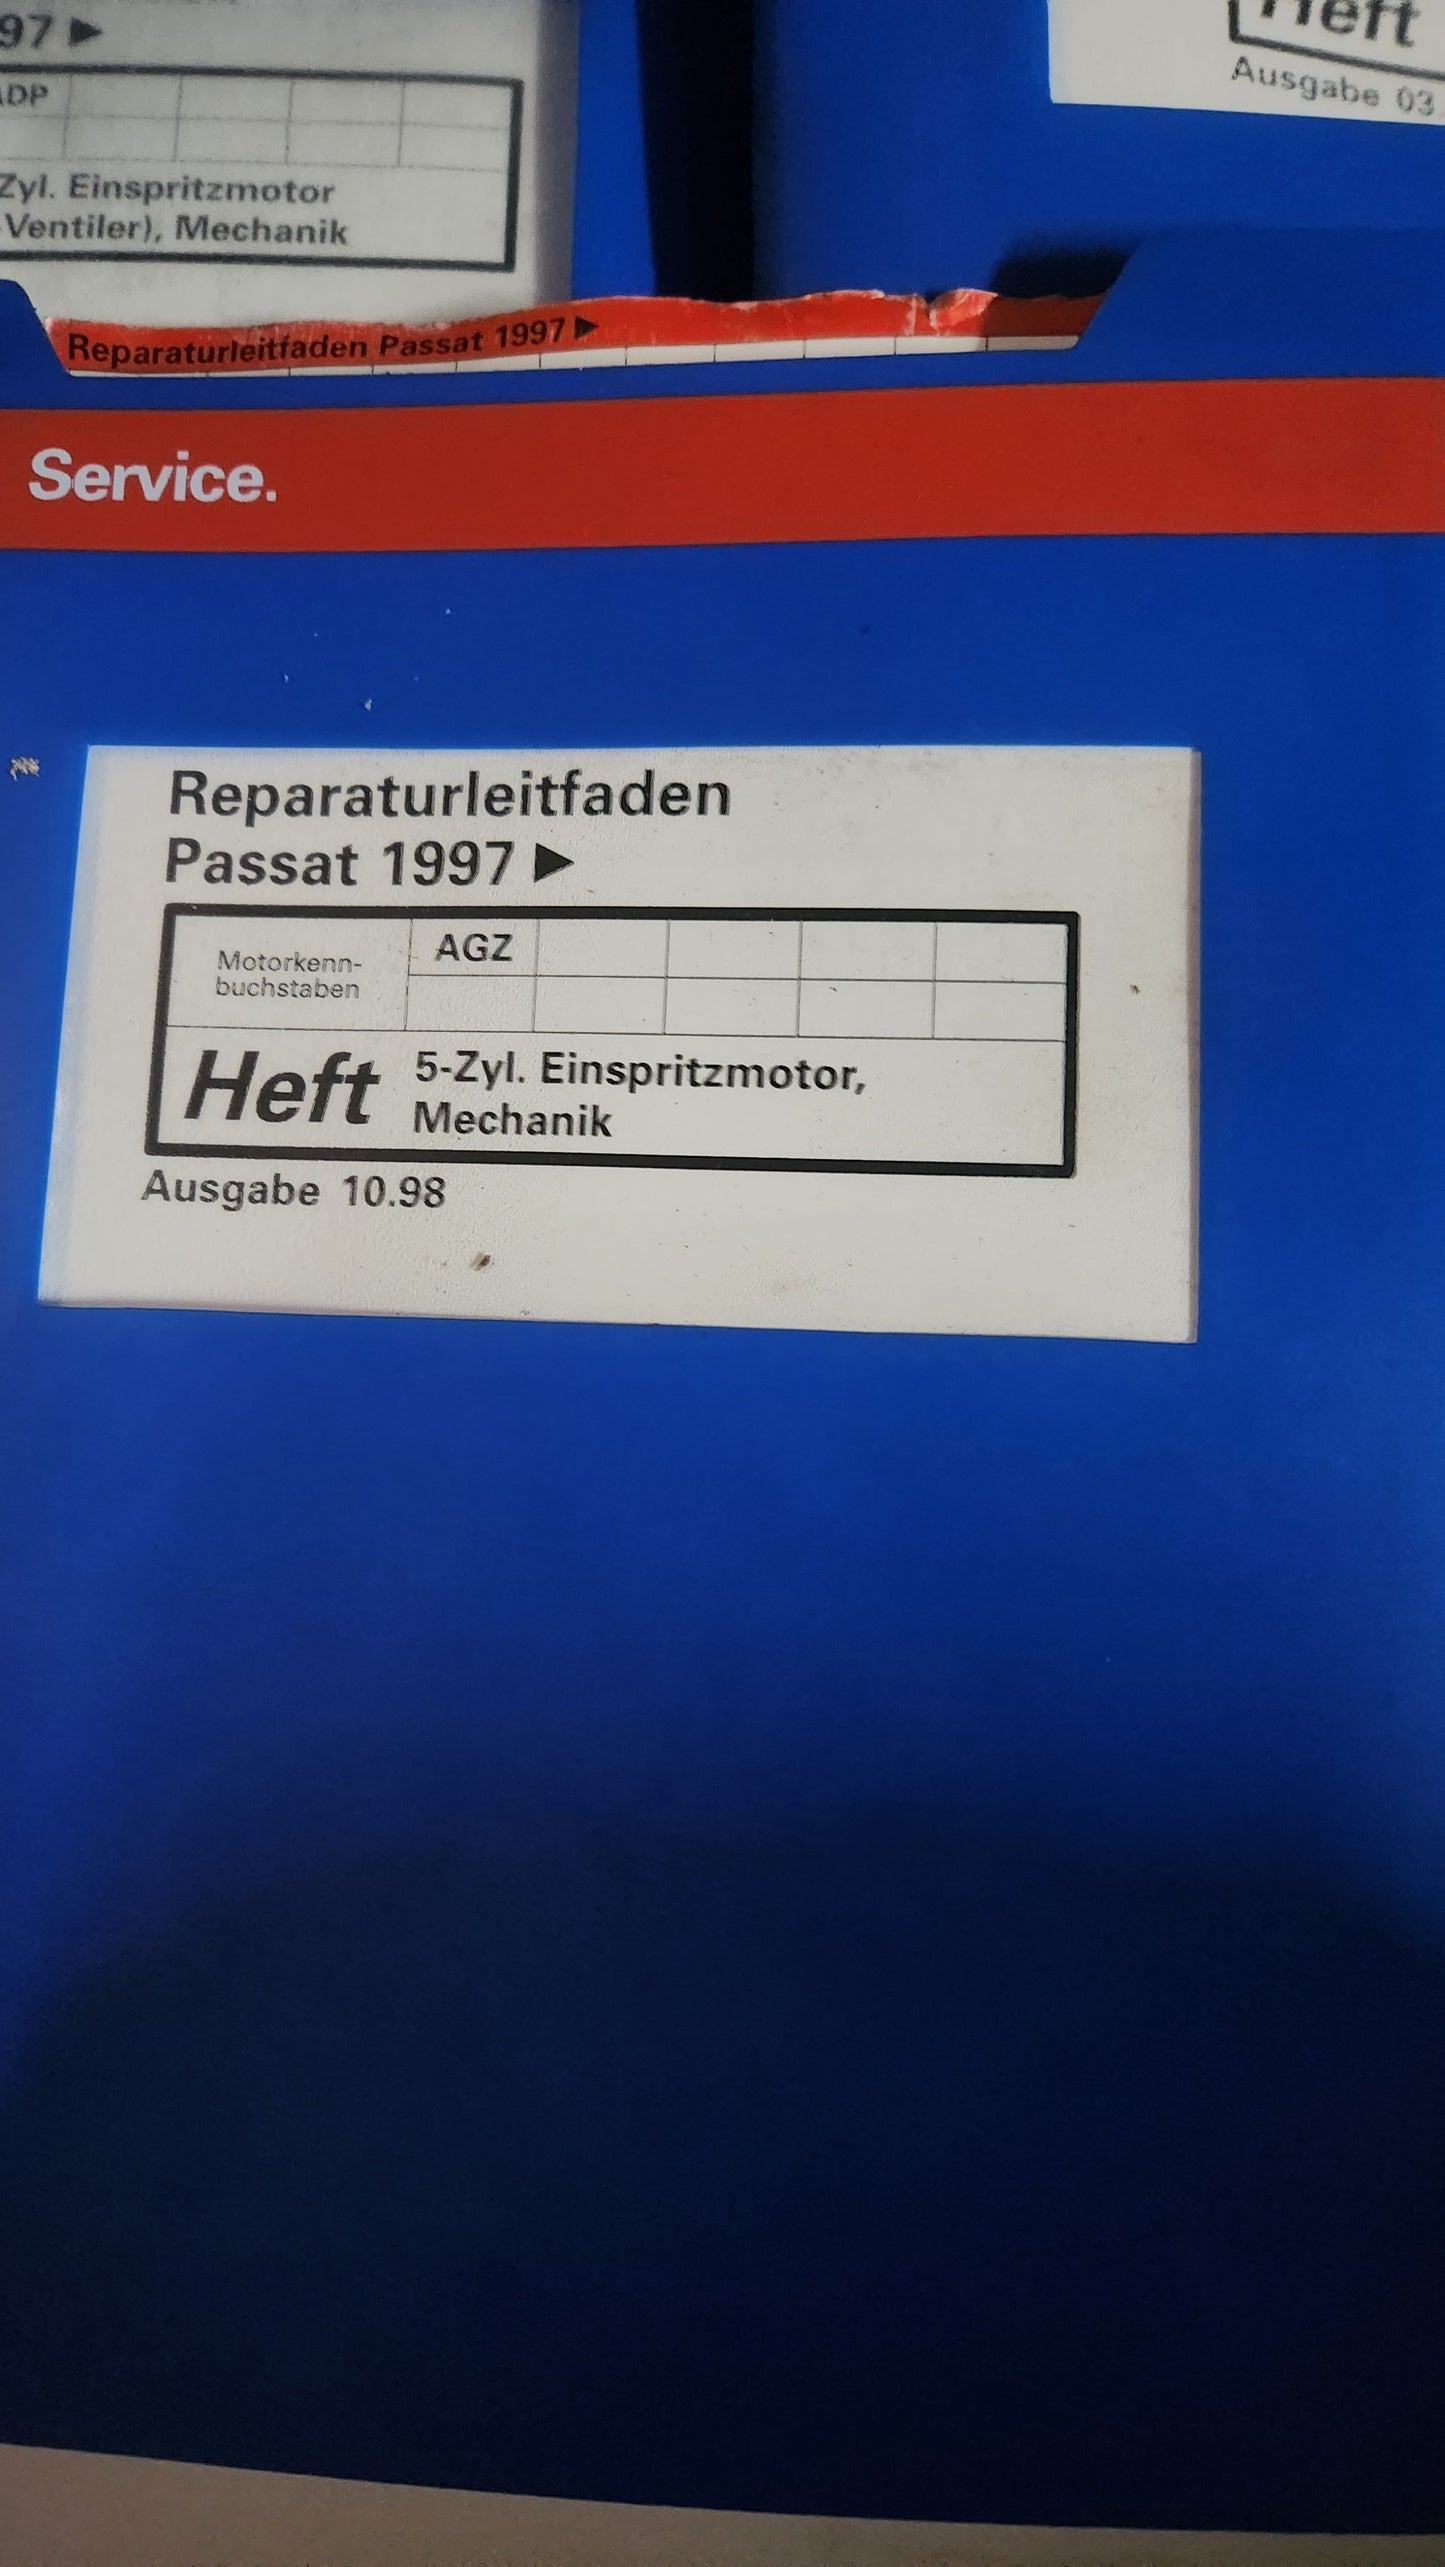 97 ▶
ADP
Zyl. Einspritzmotor
-Ventiler), Mechanik
Heft
Ausgabe 03
Reparaturleitfaden Passat 1997 ▶
Service.
Reparaturleitfaden
Passat 1997 ▶
Motorkenn-
buchstaben
AGZ
Heft
5-Zyl. Einspritzmotor,
Mechanik
Ausgabe 10.98